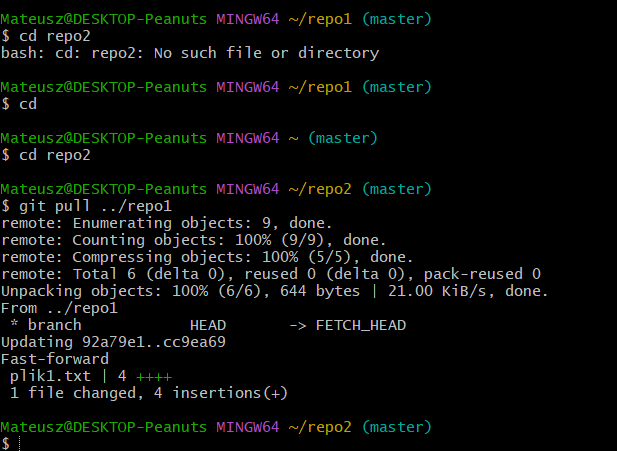 Mateusz@DESKTOP-Peanuts MINGW64 ~/repo1 (master)
$ cd repo2
bash: cd: repo2: No such file or directory
Mateusz@DESKTOP-Peanuts MINGW64 ~/repo1 (master)
$ cd
Mateusz@DESKTOP-Peanuts MINGW64 ~ (master)
$ cd repo2
Mateusz@DESKTOP-Peanuts MINGW64 ~/repo2 (master)
$ git pull ../repo1
remote: Enumerating objects: 9, done.
remote: Counting objects: 100% (9/9), done.
remote: Compressing objects: 100% (5/5), done.
remote: Total 6 (delta 0), reused 0 (delta 0), pack-reused 0
Unpacking objects: 100% (6/6), 644 bytes | 21.00 KiB/s, done.
From ../repo1
 * branch            HEAD       -> FETCH_HEAD
Updating 92a79e1..cc9ea69
Fast-forward
 plik1.txt | 4 ++++
 1 file changed, 4 insertions(+)
Mateusz@DESKTOP-Peanuts MINGW64 ~/repo2 (master)
$